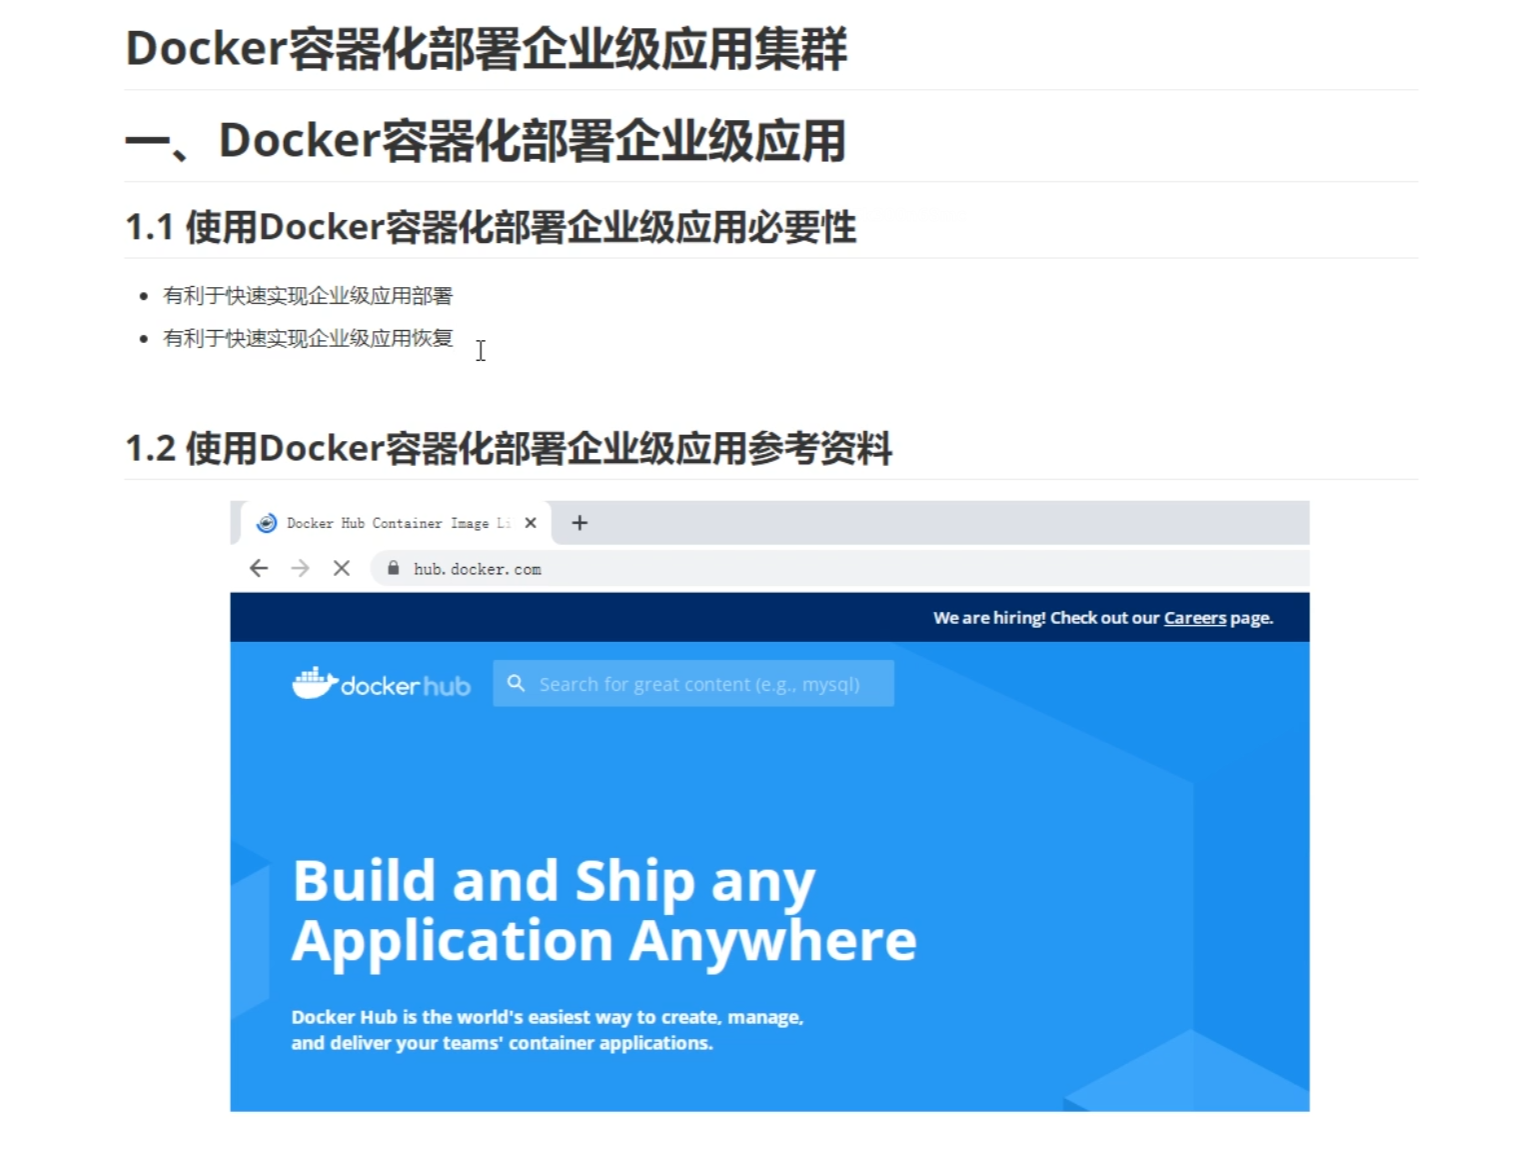 Docker容器化部署企业级应用集群
一、Docker容器化部署企业级应用
1.1 使用Docker容器化部署企业级应用必要性
有利于快速实现企业级应用部署
有利于快速实现企业级应用恢复
1.2 使用Docker容器化部署企业级应用参考资料
Docker Hub Container Image Li
hub.docker.com
We are hiring! Check out our Careers page.
docker hub
Search for great content (e.g., mysql)
Build and Ship any
Application Anywhere
Docker Hub is the world's easiest way to create, manage,
and deliver your teams' container applications.